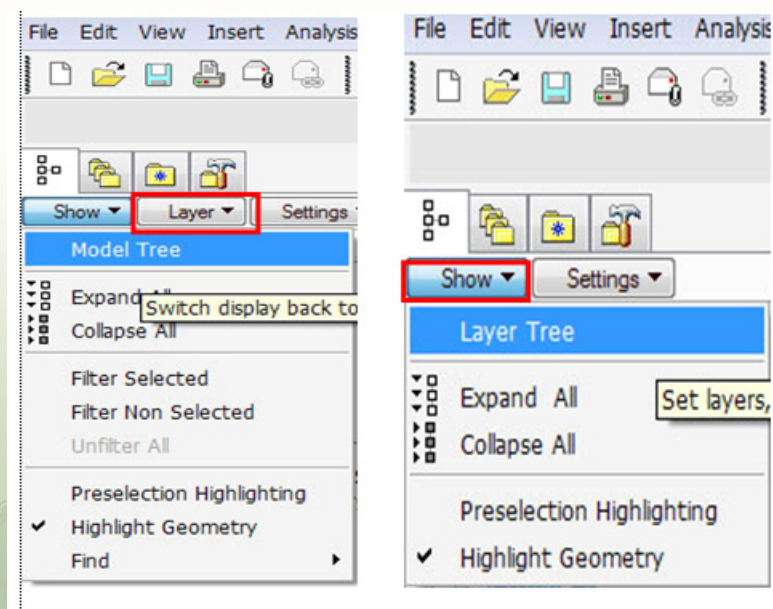 File Edit View Insert Analysis
Show Layer Settings
Model Tree
Expand All
Switch display back to
Collapse All
Filter Selected
Filter Non Selected
Unfilter All
Preselection Highlighting
Highlight Geometry
Find
File Edit View Insert Analysis
Show Settings
Layer Tree
Expand All
Set layers,
Collapse All
Preselection Highlighting
Highlight Geometry